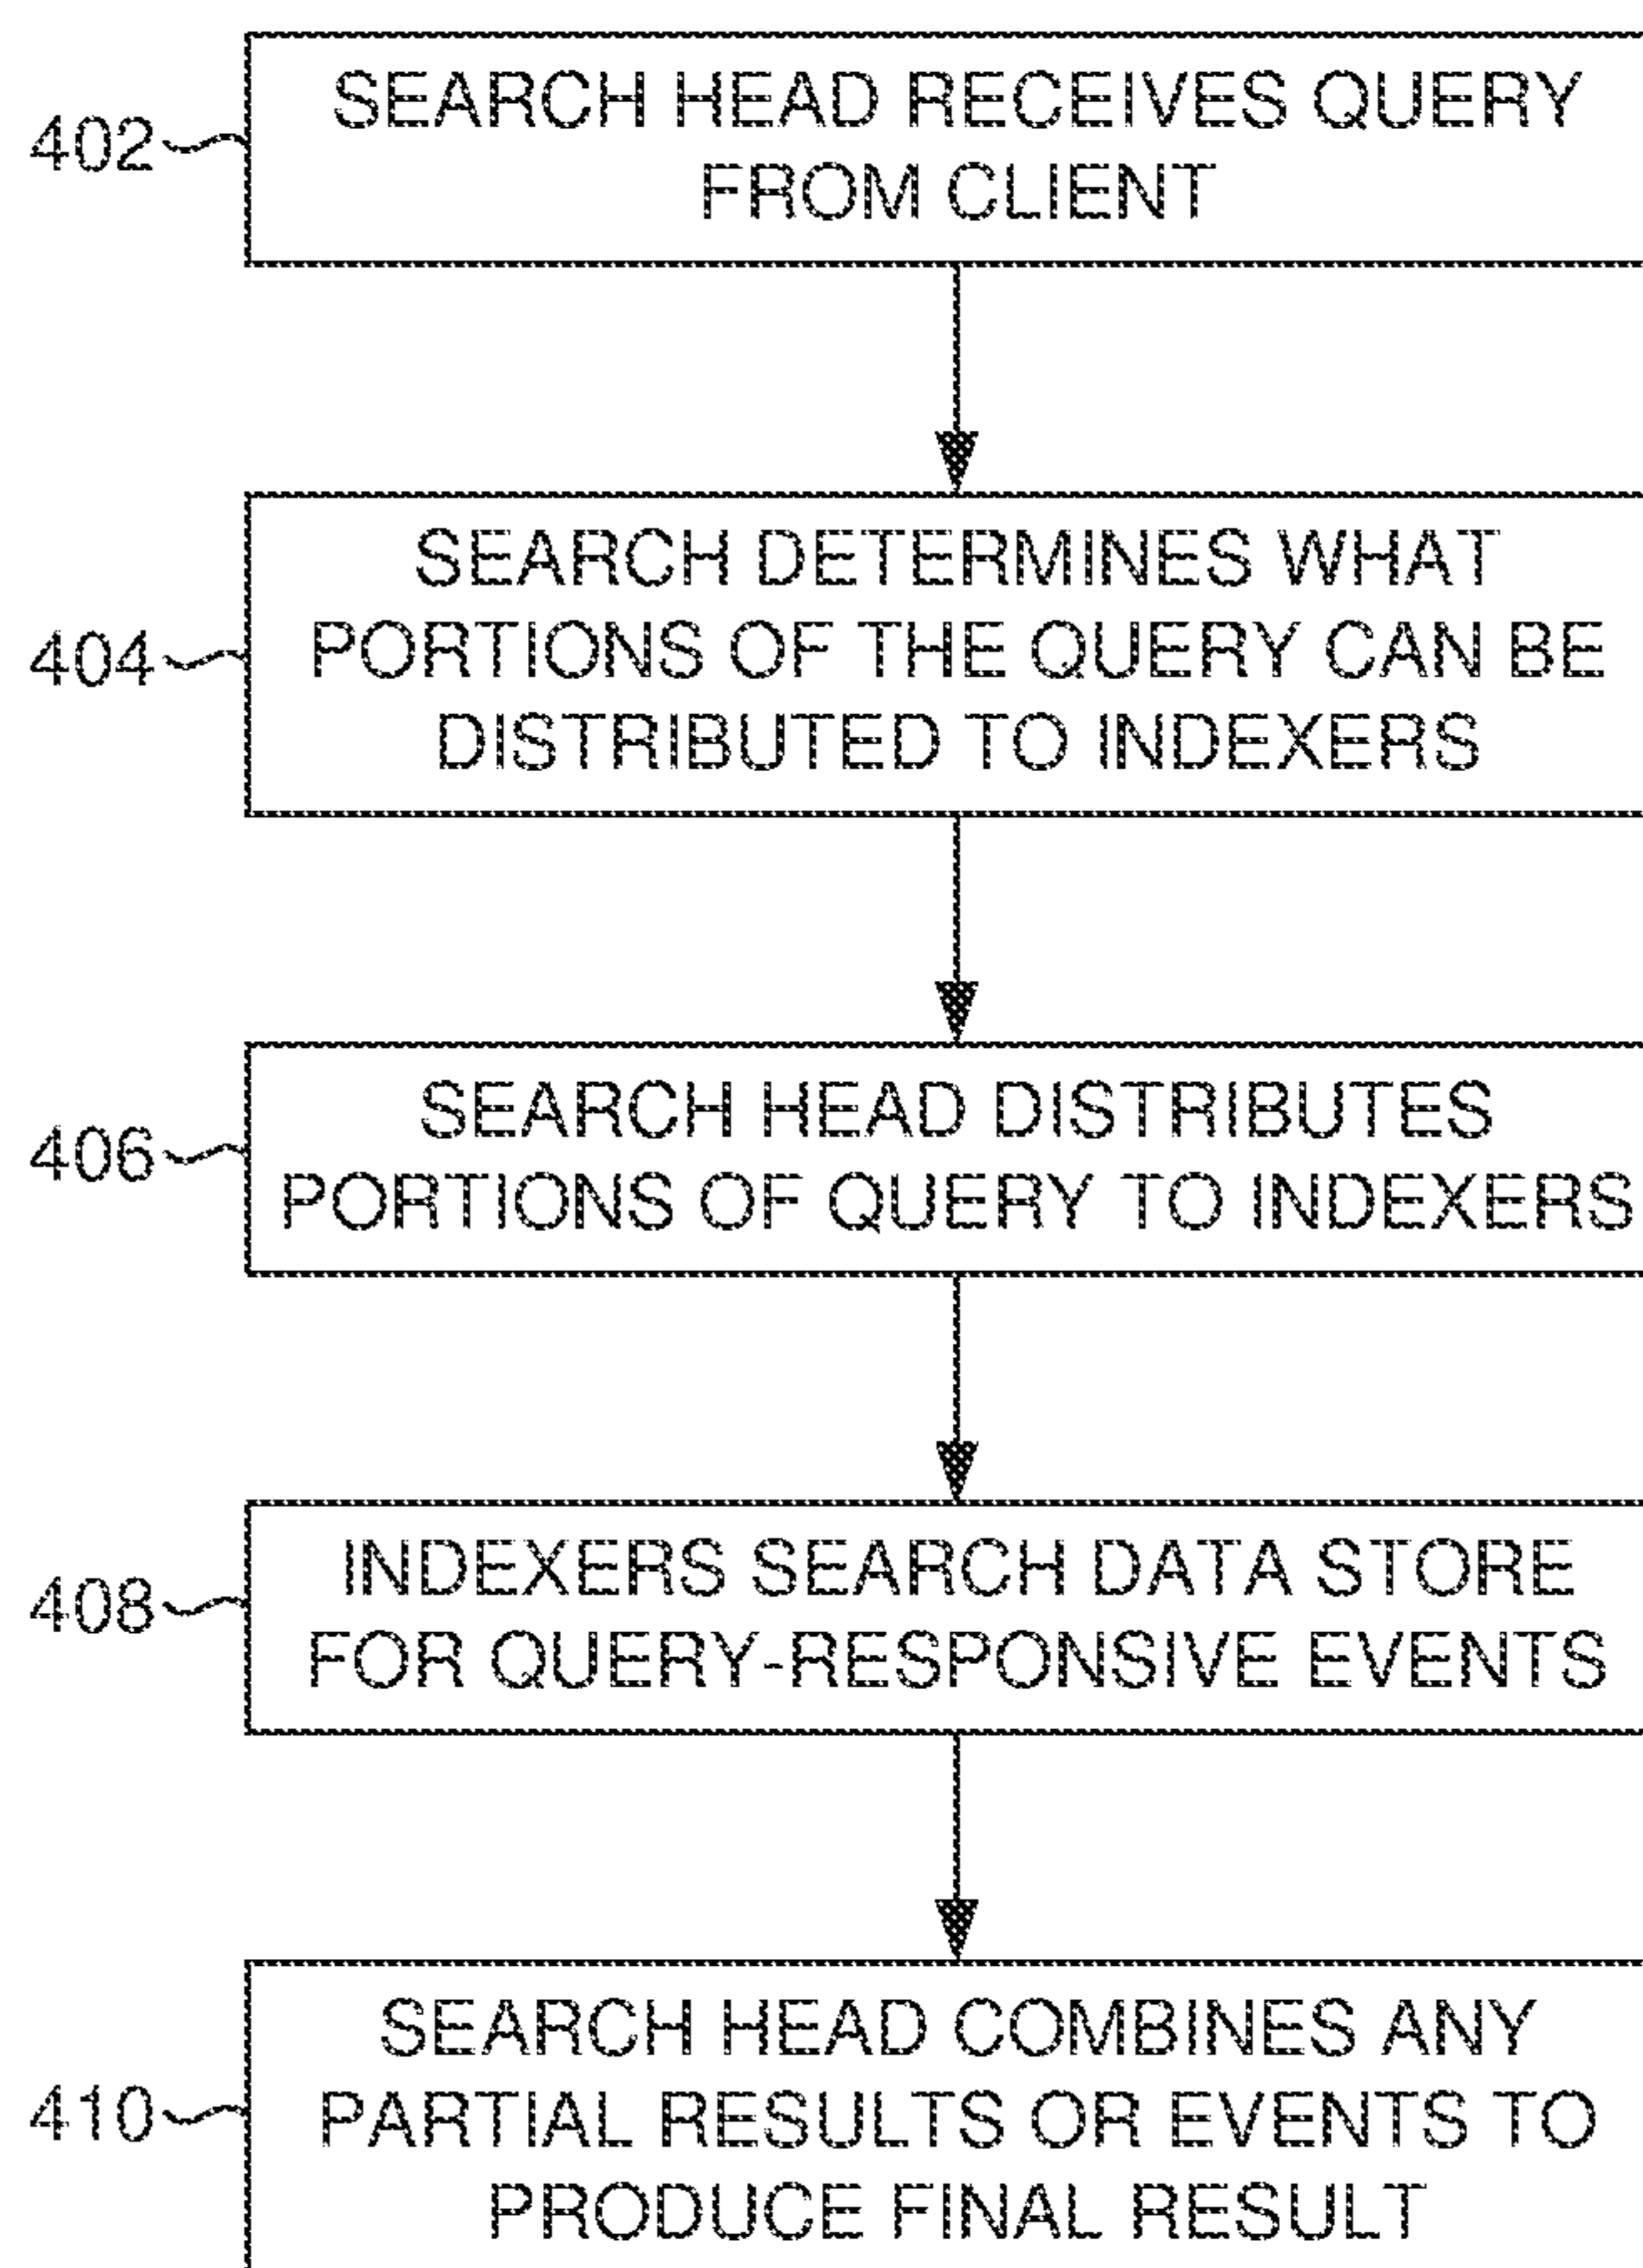 402
SEARCH HEAD RECEIVES QUERY
FROM CLIENT
404
SEARCH DETERMINES WHAT
PORTIONS OF THE QUERY CAN BE
DISTRIBUTED TO INDEXERS
406
SEARCH HEAD DISTRIBUTES
PORTIONS OF QUERY TO INDEXERS
408
INDEXERS SEARCH DATA STORE
FOR QUERY-RESPONSIVE EVENTS
410
SEARCH HEAD COMBINES ANY
PARTIAL RESULTS OR EVENTS TO
PRODUCE FINAL RESULT